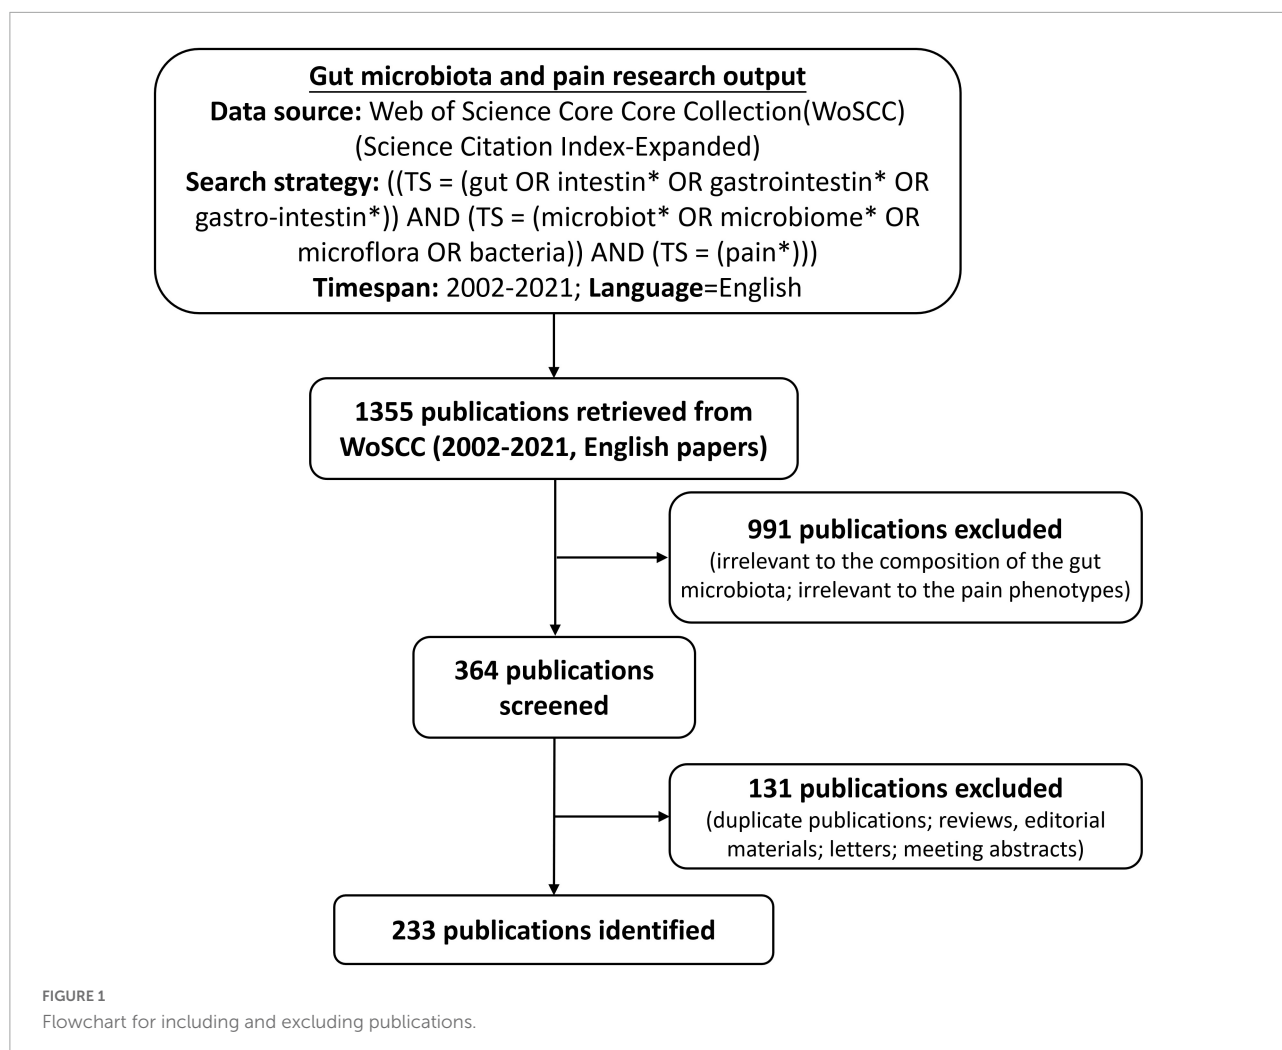 Gut microbiota and pain research output
Data source: Web of Science Core Core Collection(WoSCC)
(Science Citation Index-Expanded)
Search strategy: ((TS = (gut OR intestin* OR gastrointestin* OR
gastro-intestin*)) AND (TS = (microbiot* OR microbiome* OR
microflora OR bacteria)) AND (TS = (pain*)))
Timespan: 2002-2021; Language=English
1355 publications retrieved from
WoSCC (2002-2021, English papers)
991 publications excluded
(irrelevant to the composition of the gut
microbiota; irrelevant to the pain phenotypes)
364 publications
screened
131 publications excluded
(duplicate publications; reviews, editorial
materials; letters; meeting abstracts)
233 publications identified
FIGURE 1
Flowchart for including and excluding publications.